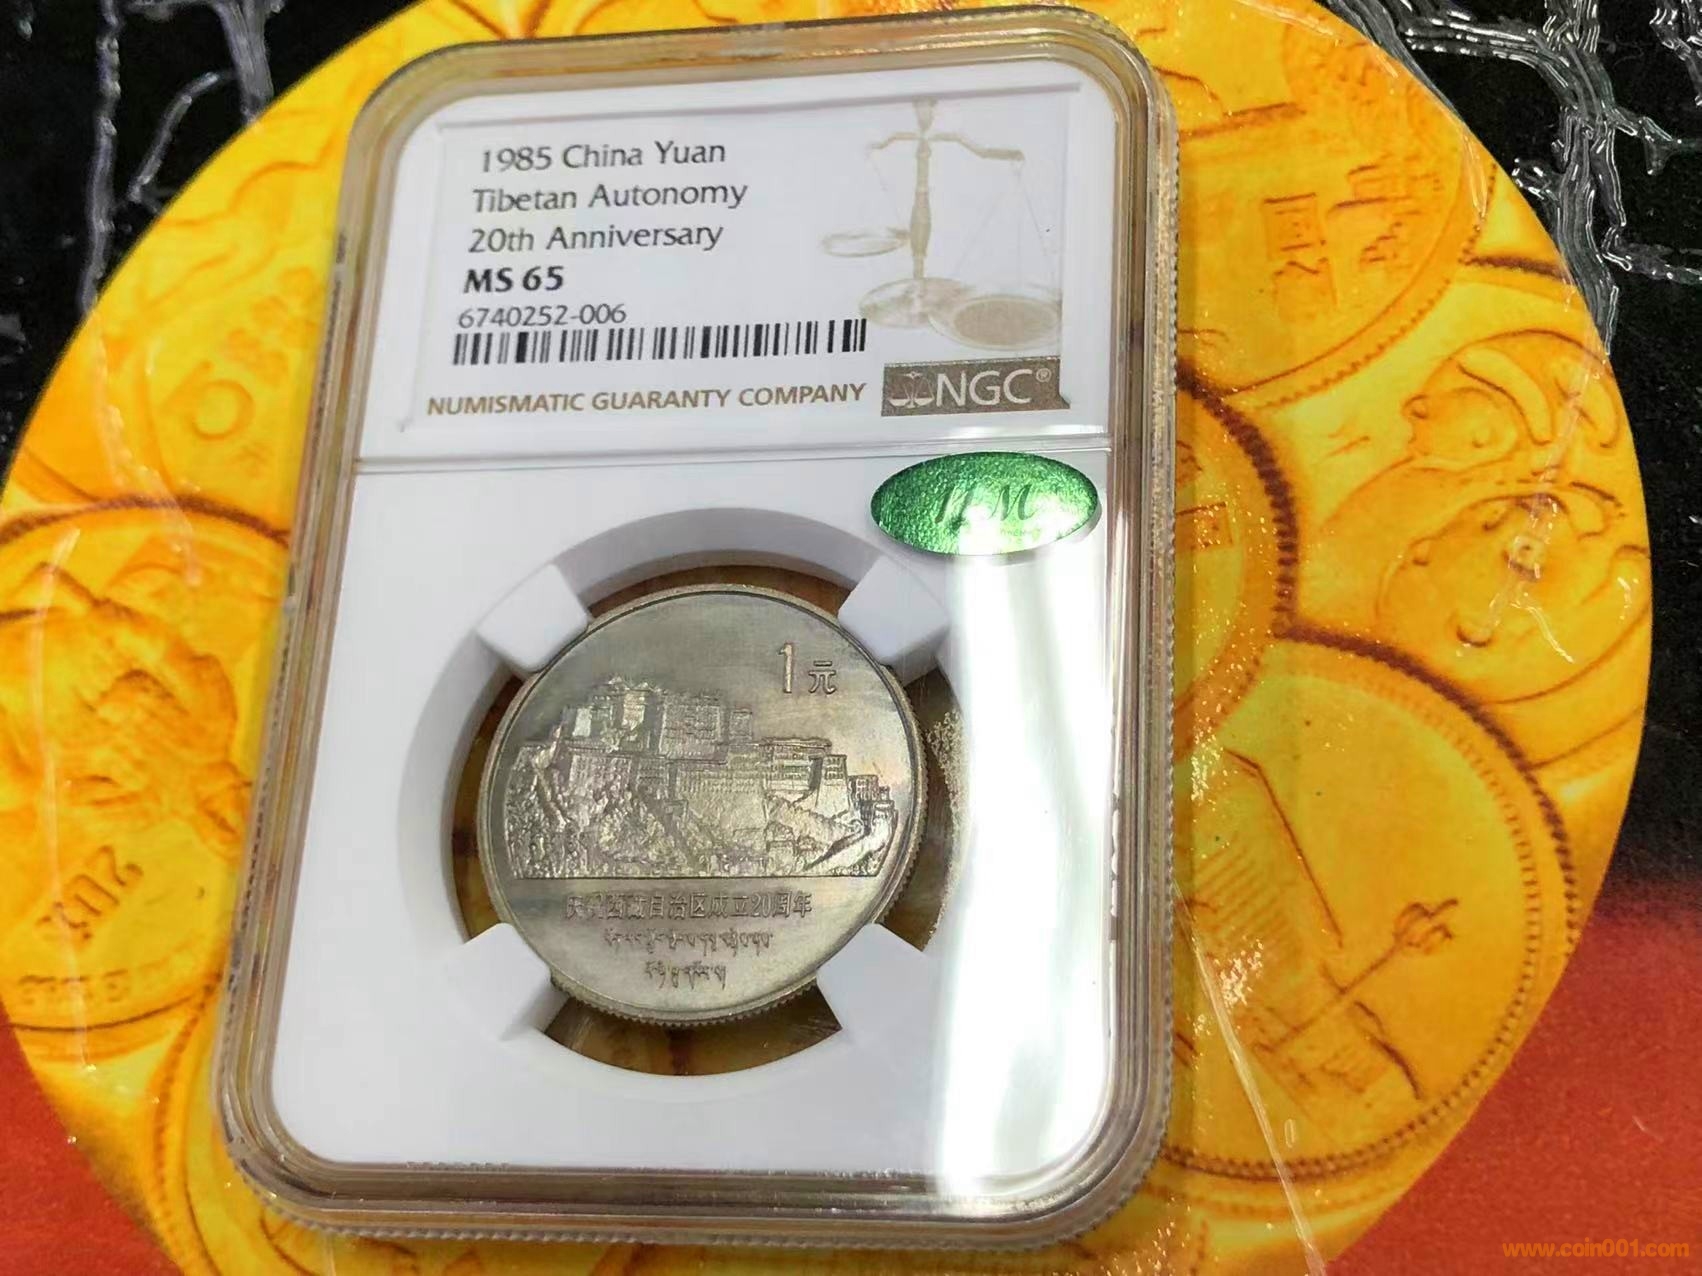 1985 China Yuan
Tibetan Autonomy
20th Anniversary
MS 65
6740252-006
NUMISMATIC GUARANTY COMPANY
NGC®
1元
庆祝西藏自治区成立20周年
www.coin001.com